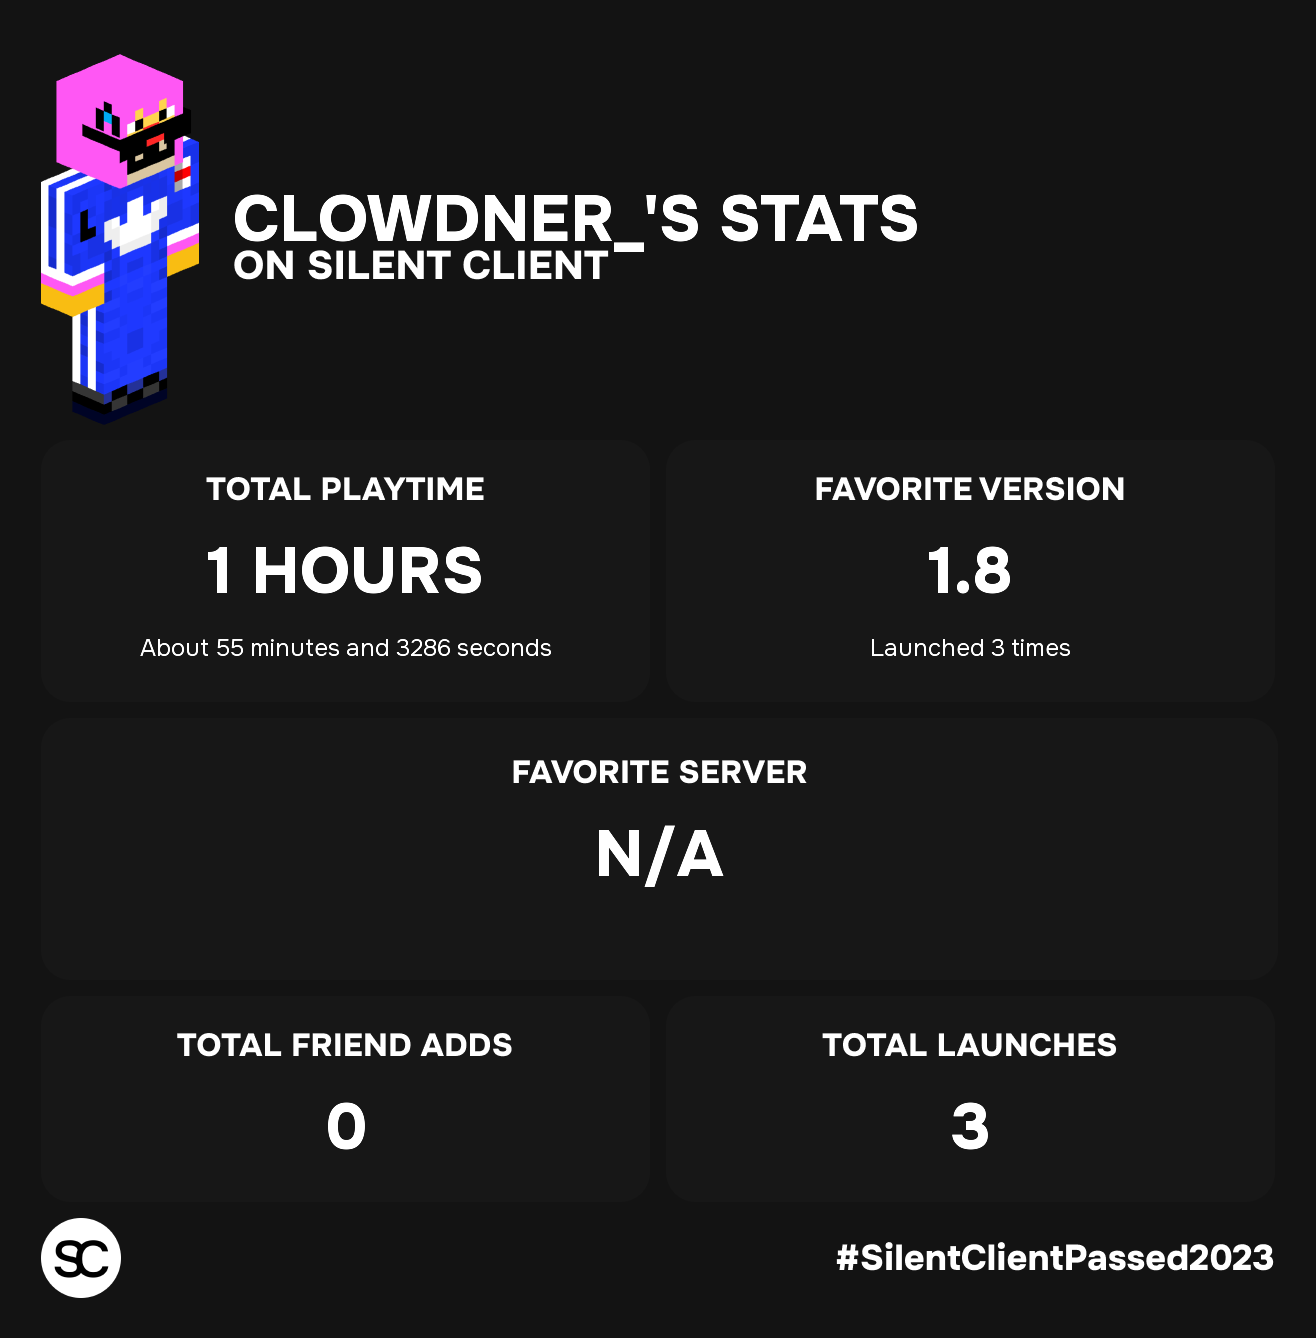 CLOWDNER_'S STATS
ON SILENT CLIENT
TOTAL PLAYTIME
1 HOURS
About 55 minutes and 3286 seconds
FAVORITE VERSION
1.8
Launched 3 times
FAVORITE SERVER
N/A
TOTAL FRIEND ADDS
0
TOTAL LAUNCHES
3
SC
#SilentClientPassed2023